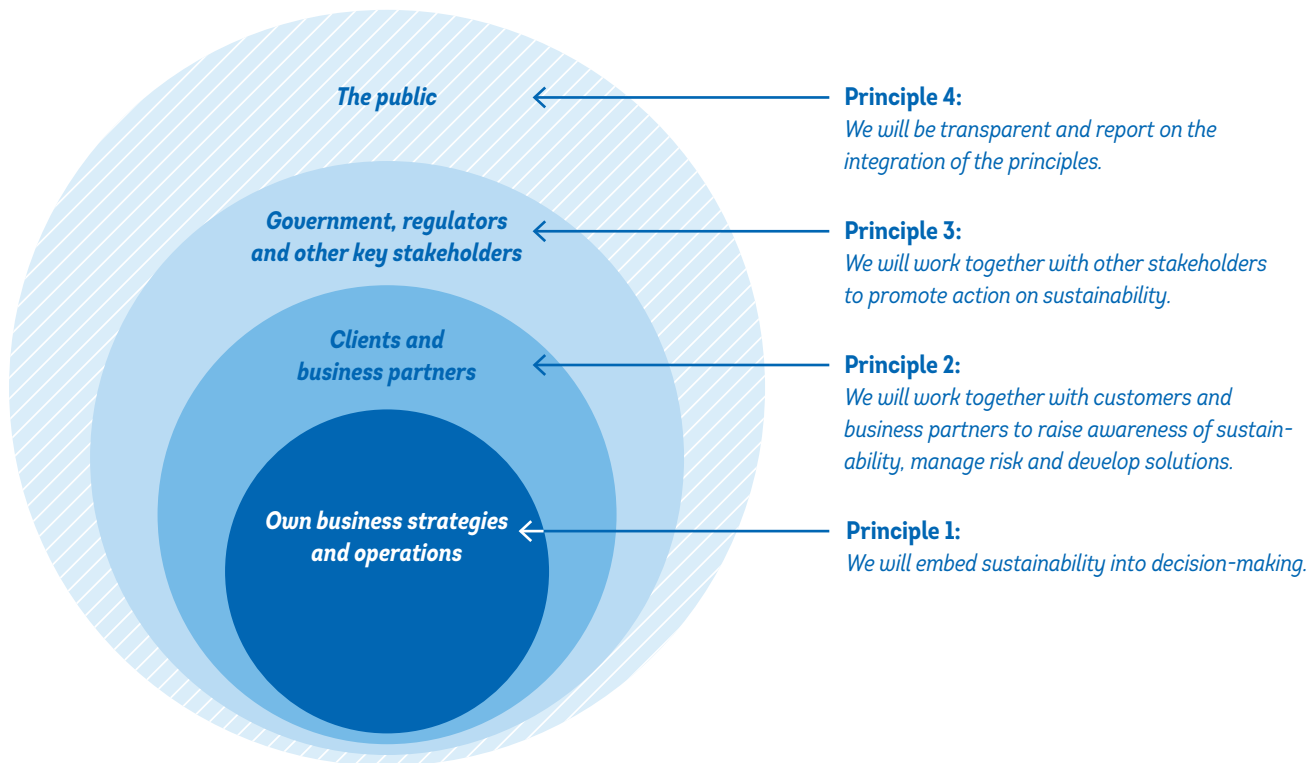 The public
Principle 4:
We will be transparent and report on the
integration of the principles.
Government, regulators
and other key stakeholders
Principle 3:
We will work together with other stakeholders
to promote action on sustainability.
Clients and
business partners
Principle 2:
We will work together with customers and
business partners to raise awareness of sustain-
ability, manage risk and develop solutions.
Own business strategies
and operations
Principle 1:
We will embed sustainability into decision-making.